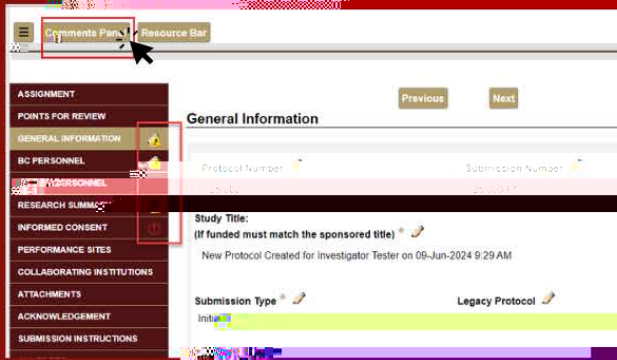 Comments Panel Resource Bar
Previous Next
ASSIGNMENT
POINTS FOR REVIEW
GENERAL INFORMATION
BC PERSONNEL
PERSONNEL
RESEARCH SUMMARY
INFORMED CONSENT
PERFORMANCE SITES
COLLABORATING INSTITUTIONS
ATTACHMENTS
ACKNOWLEDGEMENT
SUBMISSION INSTRUCTIONS
General Information
Protocol Number * Submission Number *
Study Title:
(If funded must match the sponsored title) *
New Protocol Created for Investigator Tester on 09-Jun-2024 9:29 AM
Submission Type * Legacy Protocol
Initial